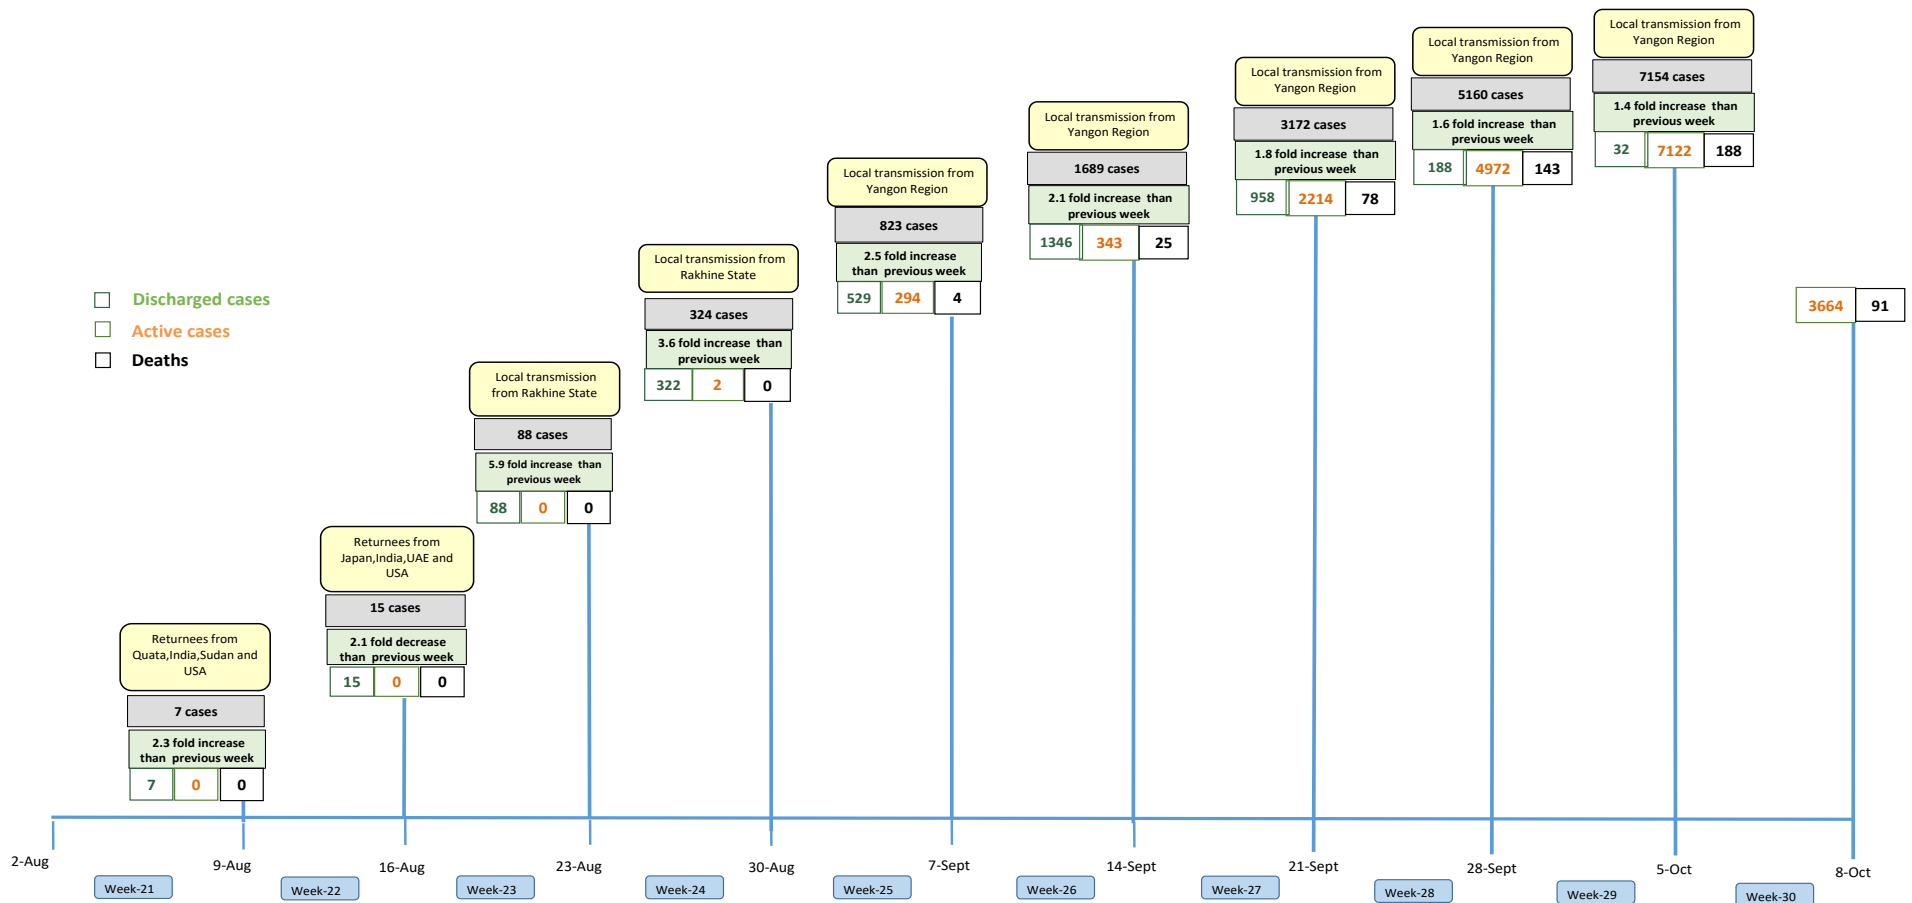 Discharged cases
Active cases
Deaths
Returnees from
Quata,India,Sudan and
USA
7 cases
2.3 fold increase
than previous week
7 0 0
Returnees from
Japan,India,UAE and
USA
15 cases
2.1 fold decrease
than previous week
15 0 0
Local transmission
from Rakhine State
88 cases
5.9 fold increase than
previous week
88 0 0
Local transmission from
Rakhine State
324 cases
3.6 fold increase than
previous week
322 2 0
Local transmission from
Yangon Region
823 cases
2.5 fold increase
than previous week
529 294 4
Local transmission from
Yangon Region
1689 cases
2.1 fold increase than
previous week
1346 343 25
Local transmission from
Yangon Region
3172 cases
1.8 fold increase than
previous week
958 2214 78
Local transmission from
Yangon Region
5160 cases
1.6 fold increase than
previous week
188 4972 143
Local transmission from
Yangon Region
7154 cases
1.4 fold increase than
previous week
32 7122 188
3664 91
2-Aug 9-Aug 16-Aug 23-Aug 30-Aug 7-Sept 14-Sept 21-Sept 28-Sept 5-Oct 8-Oct
Week-21 Week-22 Week-23 Week-24 Week-25 Week-26 Week-27 Week-28 Week-29 Week-30